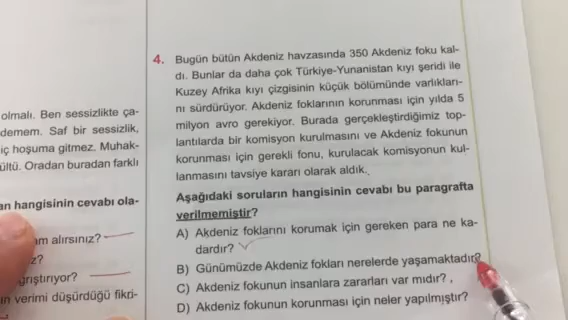 4. Bugün bütün Akdeniz havzasında 350 Akdeniz foku kal-
dı. Bunlar da daha çok Türkiye-Yunanistan kıyı şeridi ile
Kuzey Afrika kıyı çizgisinin küçük bölümünde varlıkları-
nı sürdürüyor. Akdeniz foklarının korunması için yılda 5
milyon avro gerekiyor. Burada gerçekleştirdiğimiz top-
lantılarda bir komisyon kurulmasını ve Akdeniz fokunun
korunması için gerekli fonu, kurulacak komisyonun kul-
lanmasını tavsiye kararı olarak aldık.
Aşağıdaki soruların hangisinin cevabı bu paragrafta
verilmemiştir?
A) Akdeniz foklarını korumak için gereken para ne ka-
dardır?
B) Günümüzde Akdeniz fokları nerelerde yaşamaktadır?
C) Akdeniz fokunun insanlara zararları var mıdır?
D) Akdeniz fokunun korunması için neler yapılmıştır?
olmalı. Ben sessizlikte ça-
demem. Saf bir sessizlik,
iç hoşuma gitmez. Muhak-
ültü. Oradan buradan farklı
an hangisinin cevabı ola-
am alırsınız?
z?
ğrıştırıyor?
ın verimi düşürdüğü fikri-